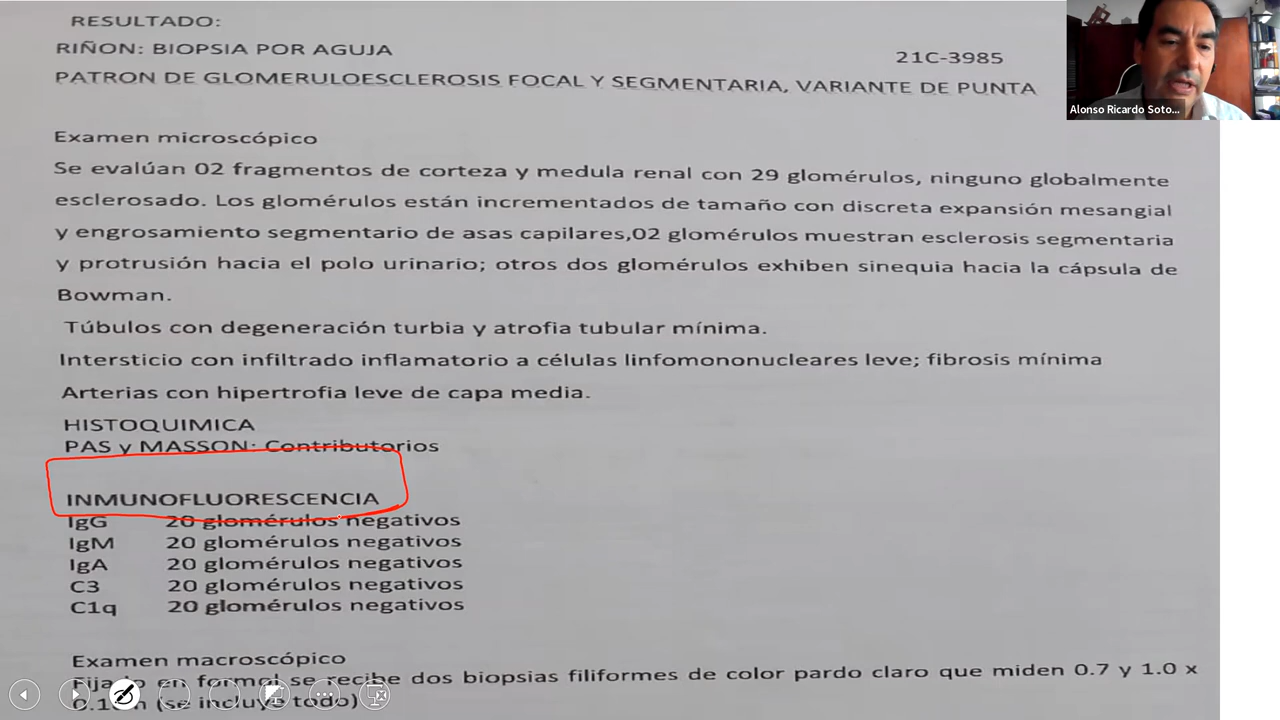 RESULTADO:
RIÑON: BIOPSIA POR AGUJA
21C-3985
PATRON DE GLOMERULOESCLEROSIS FOCAL Y SEGMENTARIA, VARIANTE DE PUNTA
Alonso Ricardo Soto...
Examen microscópico
Se evalúan 02 fragmentos de corteza y medula renal con 29 glomérulos, ninguno globalmente
esclerosado. Los glomérulos están incrementados de tamaño con discreta expansión mesangial
y engrosamiento segmentario de asas capilares,02 glomérulos muestran esclerosis segmentaria
y protrusión hacia el polo urinario; otros dos glomérulos exhiben sinequia hacia la cápsula de
Bowman.
Túbulos con degeneración turbia y atrofia tubular mínima.
Intersticio con infiltrado inflamatorio a células linfomononucleares leve; fibrosis mínima
Arterias con hipertrofia leve de capa media.
HISTOQUIMICA
PAS y MASSON: Contributorios
INMUNOFLUORESCENCIA
IgG 20 glomérulos negativos
IgM 20 glomérulos negativos
IgA 20 glomérulos negativos
C3 20 glomérulos negativos
C1q 20 glomérulos negativos
Examen macroscópico
en formol se recibe dos biopsias filiformes de color pardo claro que miden 0.7 y 1.0 x
(se incluye todo)